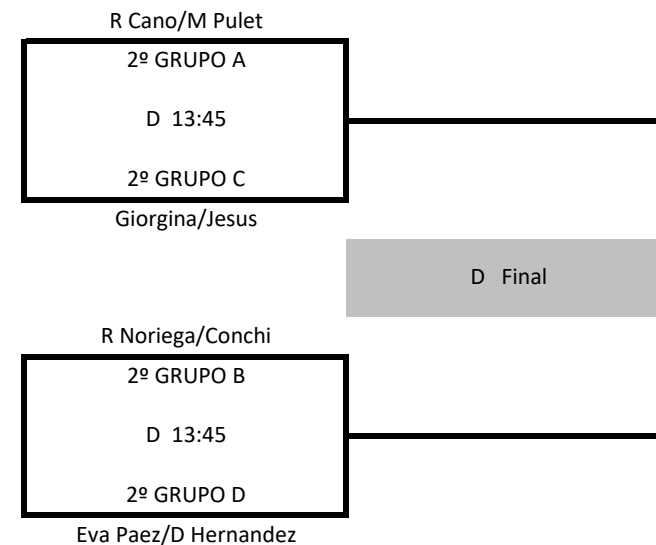 R Cano/M Pulet
2º GRUPO A
D 13:45
2º GRUPO C
Giorgina/Jesus
D Final
R Noriega/Conchi
2º GRUPO B
D 13:45
2º GRUPO D
Eva Paez/D Hernandez